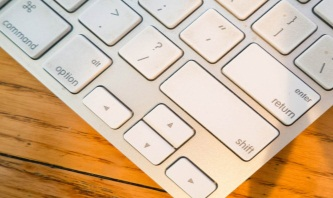 ⌘
command
alt
option
>
.
?
/
"
'
enter
return
shift
◀
▲
▼
▶